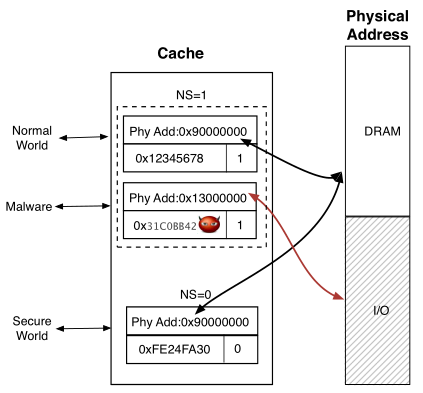 Physical
Address
Cache
NS=1
Phy Add:0x90000000
0x12345678 1
Normal
World
DRAM
Phy Add:0x13000000
0x31C0BB42 1
Malware
NS=0
Phy Add:0x90000000
0xFE24FA30 0
Secure
World
I/O